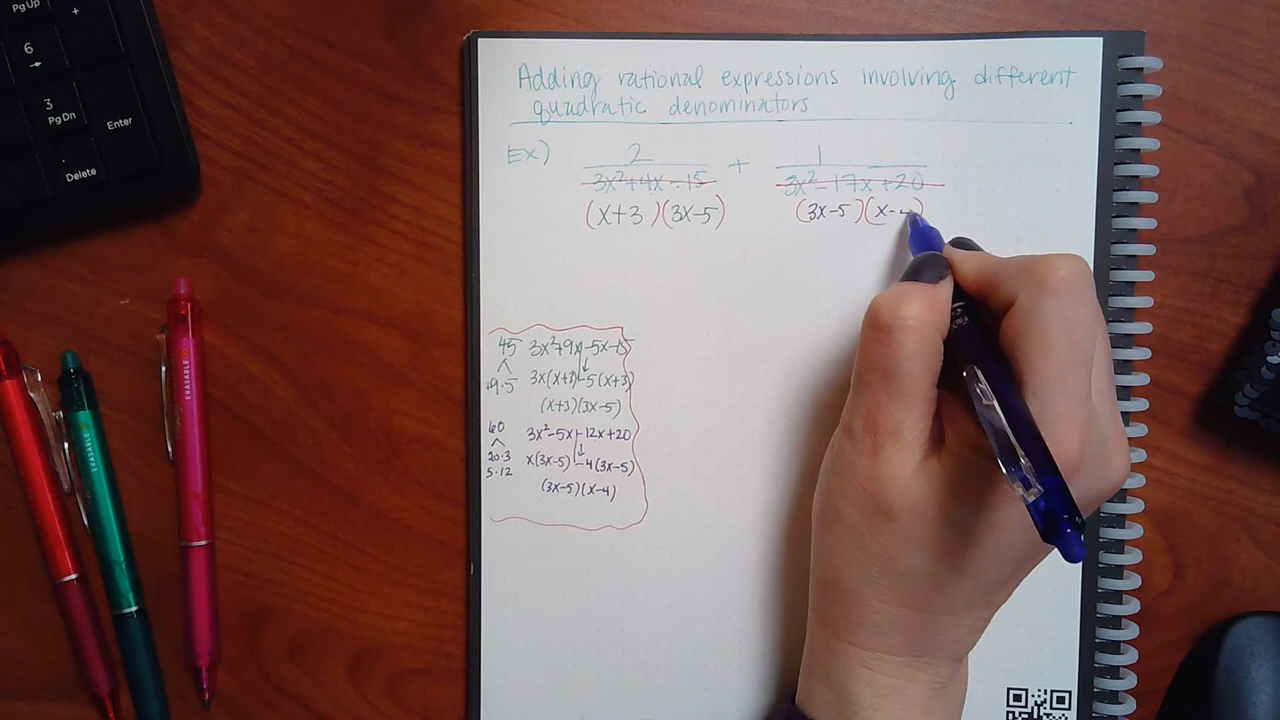 PgUp
+
6
3
PgDn
Enter
Delete
Adding rational expressions involving different
quadratic denominators
Ex) 2 + 1
3x²+4x-15 3x²-17x+20
(x+3)(3x-5) (3x-5)(x-4)
45 3x²+9x-5x-15
+9·5 3x(x+3)-5(x+3)
(x+3)(3x-5)
60 3x²-5x-12x+20
20·3 x(3x-5)-4(3x-5)
5·12
(3x-5)(x-4)
ERASABLE
ERASABLE